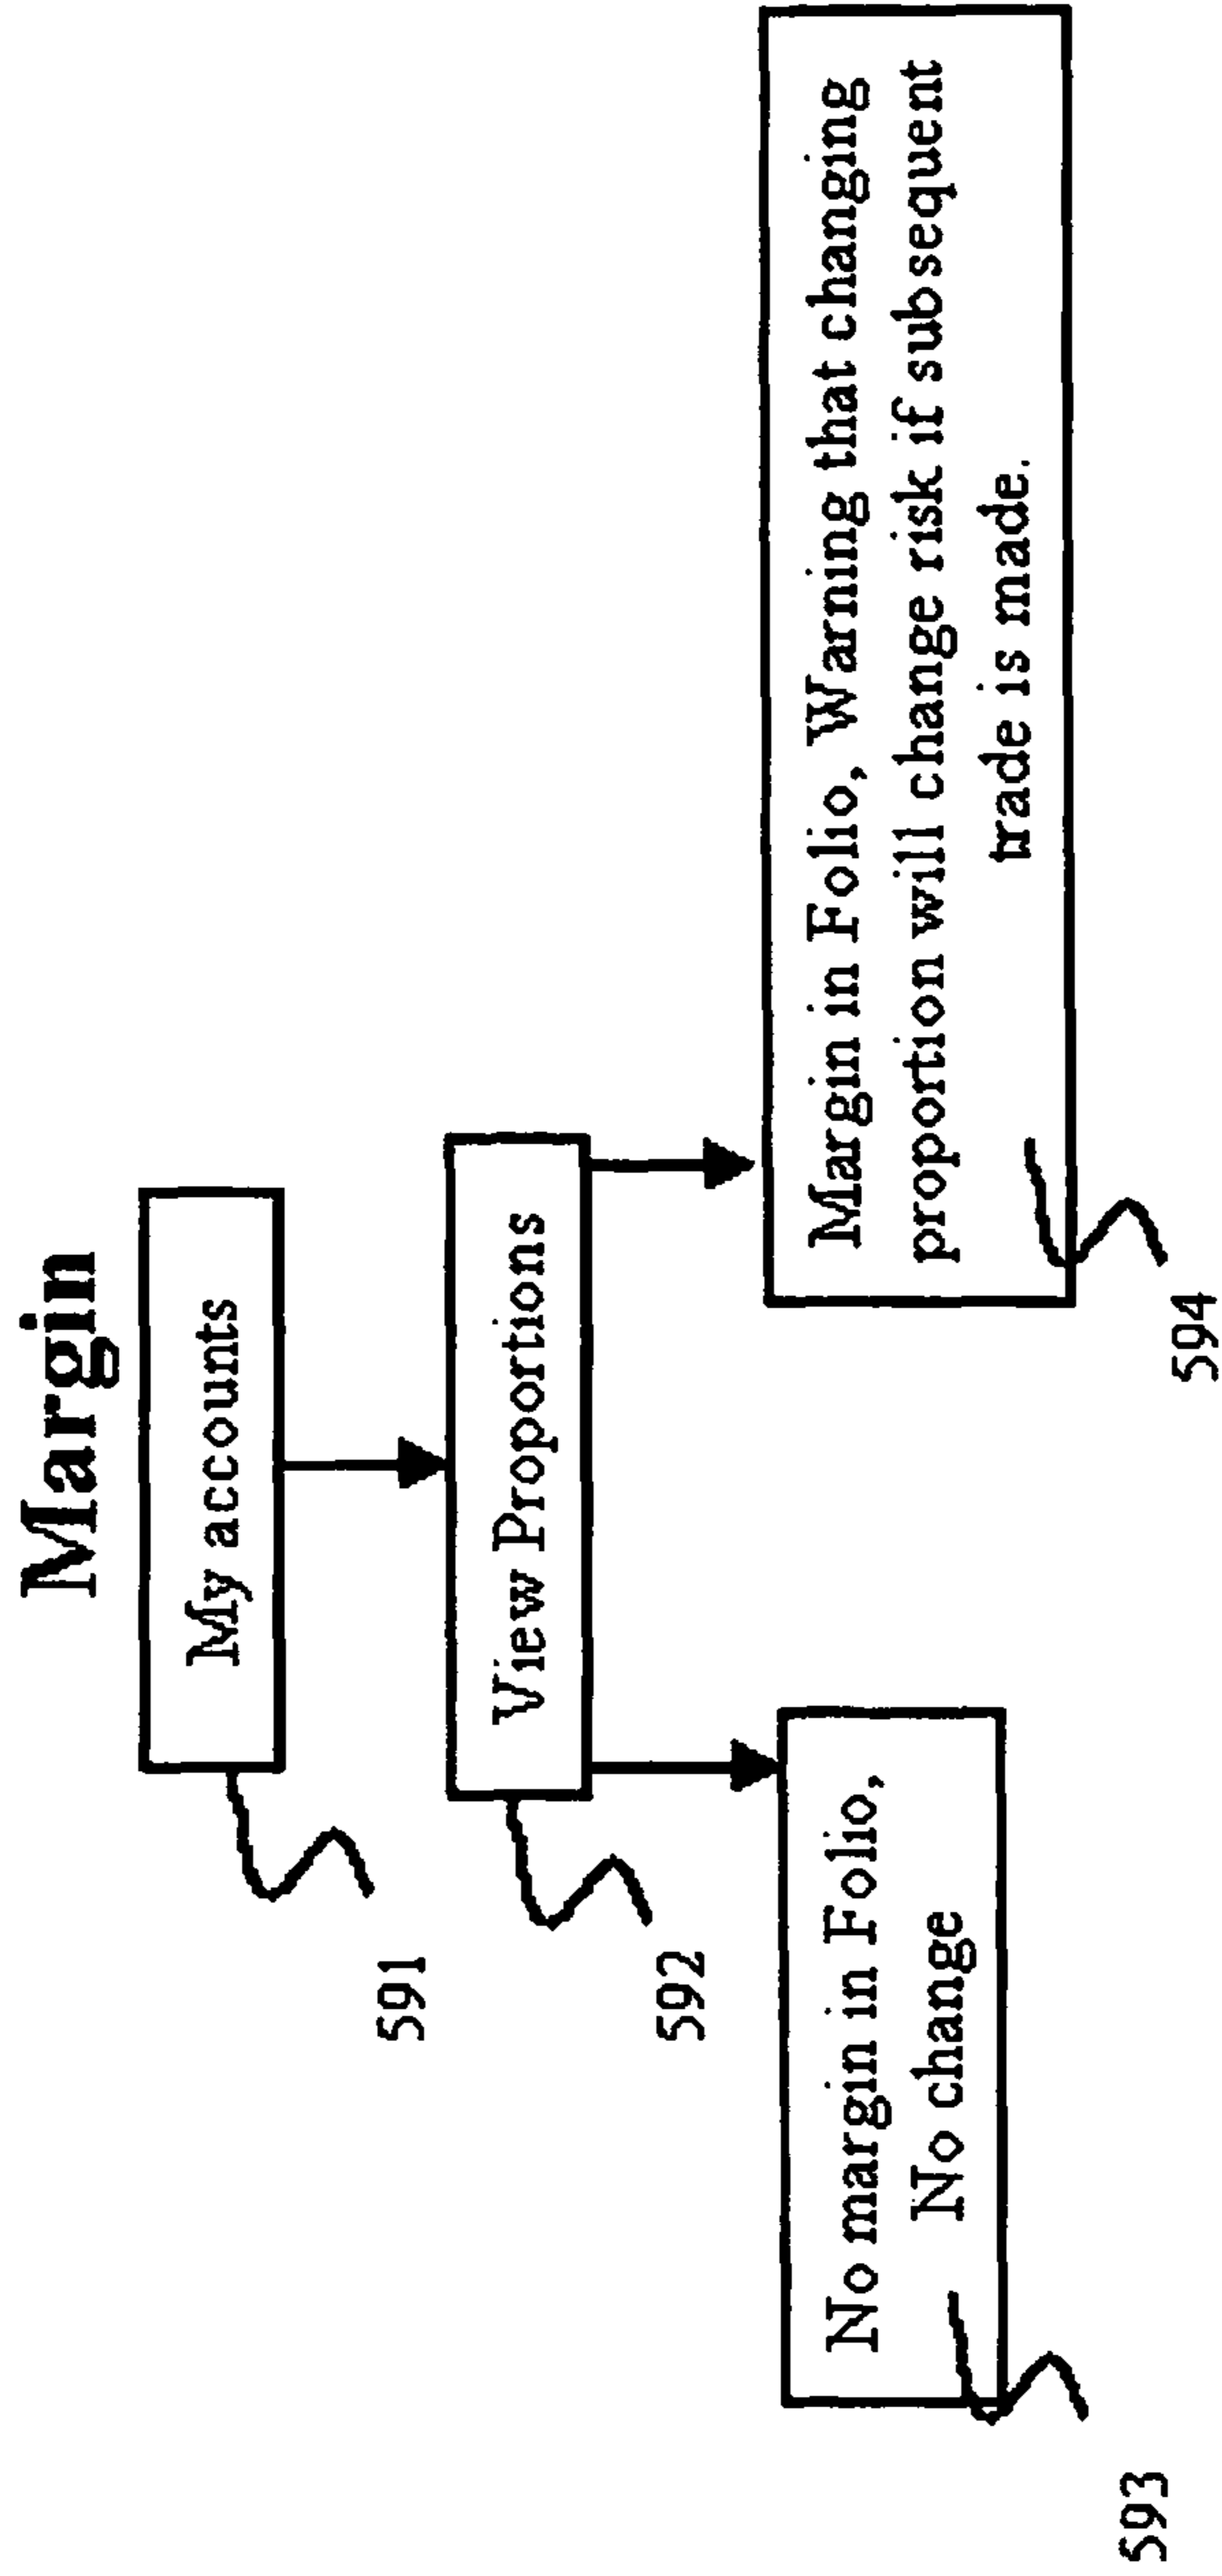 Margin
My accounts
591
View Proportions
592
No margin in Folio,
No change
593
Margin in Folio, Warning that changing
proportion will change risk if subsequent
trade is made.
594